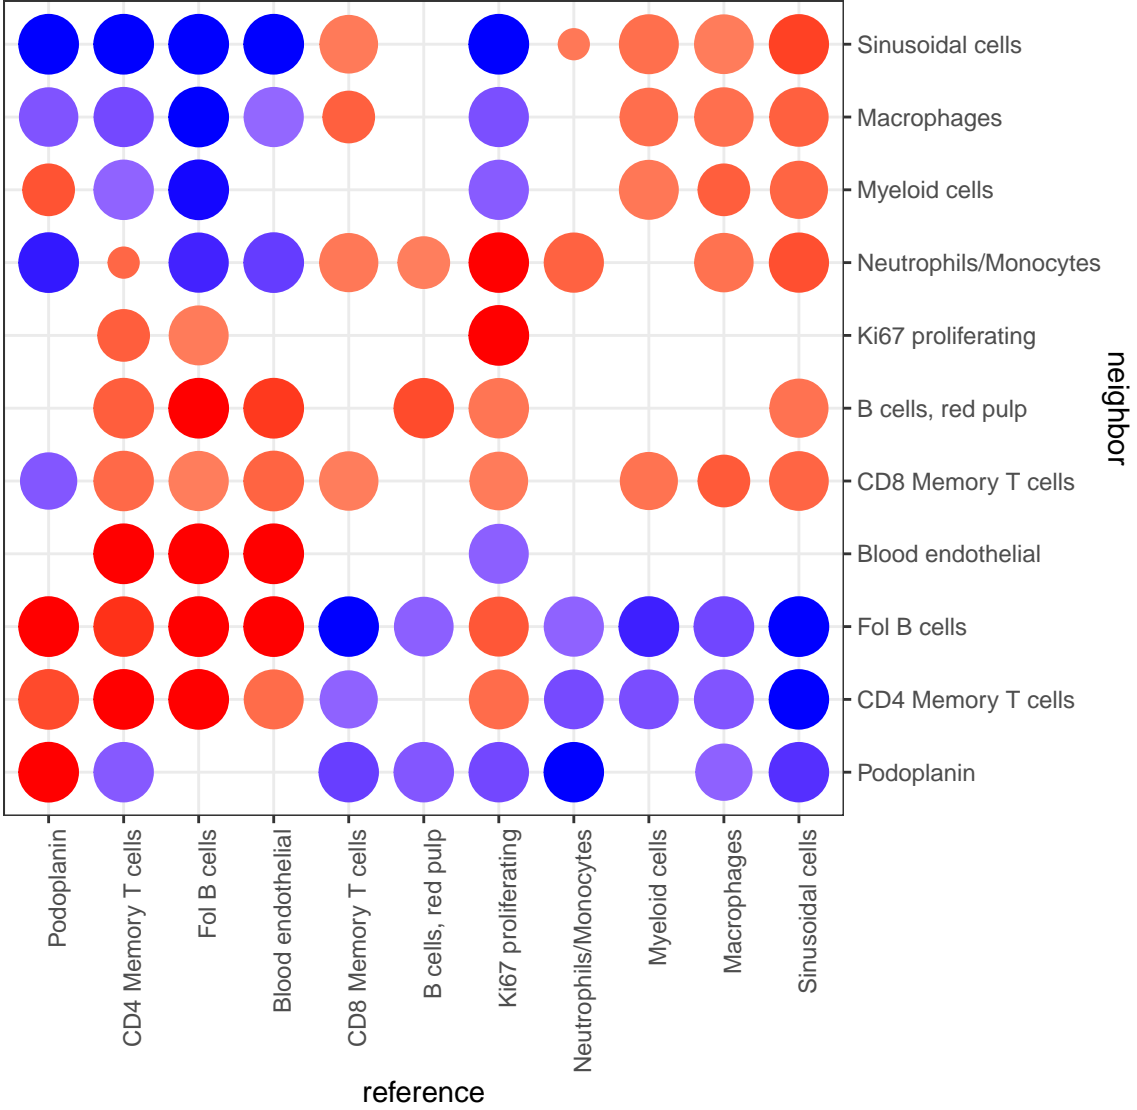 Sinusoidal cells
Macrophages
Myeloid cells
Neutrophils/Monocytes
Ki67 proliferating
B cells, red pulp
CD8 Memory T cells
Blood endothelial
Fol B cells
CD4 Memory T cells
Podoplanin
neighbor
Podoplanin
CD4 Memory T cells
Fol B cells
Blood endothelial
CD8 Memory T cells
B cells, red pulp
Ki67 proliferating
Neutrophils/Monocytes
Myeloid cells
Macrophages
Sinusoidal cells
reference